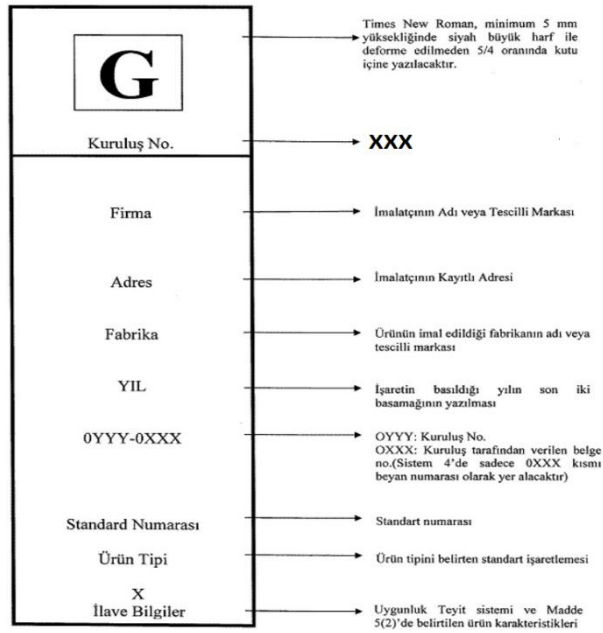 Times New Roman, minimum 5 mm
yüksekliğinde siyah büyük harf ile
deforme edilmeden 5/4 oranında kutu
içine yazılacaktır.
G
Kuruluş No.
XXX
Firma
İmalatçının Adı veya Tescilli Markası
Adres
İmalatçının Kayıtlı Adresi
Fabrika
Ürünün imal edildiği fabrikanın adı veya
tescilli markası
YIL
İşaretin basıldığı yılın son iki
basamağının yazılması
0YYY-0XXX
OYYY: Kuruluş No.
OXXX: Kuruluş tarafından verilen belge
no.(Sistem 4’de sadece 0XXX kısmı
beyan numarası olarak yer alacaktır)
Standard Numarası
Standart numarası
Ürün Tipi
Ürün tipini belirten standart işaretlemesi
X
İlave Bilgiler
Uygunluk Teyit sistemi ve Madde
5(2)’de belirtilen ürün karakteristikleri